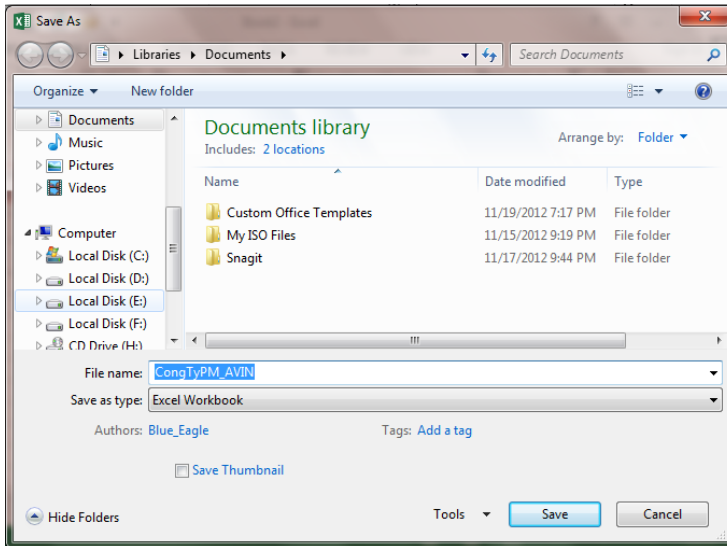 Save As
Libraries Documents Search Documents
Organize New folder
Documents
Music
Pictures
Videos
Computer
Local Disk (C:)
Local Disk (D:)
Local Disk (E:)
Local Disk (F:)
CD Drive (H:)
Documents library
Includes: 2 locations
Arrange by: Folder
Name Date modified Type
Custom Office Templates 11/19/2012 7:17 PM File folder
My ISO Files 11/15/2012 9:19 PM File folder
Snagit 11/17/2012 9:44 PM File folder
File name: CongTyPM_AVIN
Save as type: Excel Workbook
Authors: Blue_Eagle Tags: Add a tag
Save Thumbnail
Hide Folders Tools Save Cancel